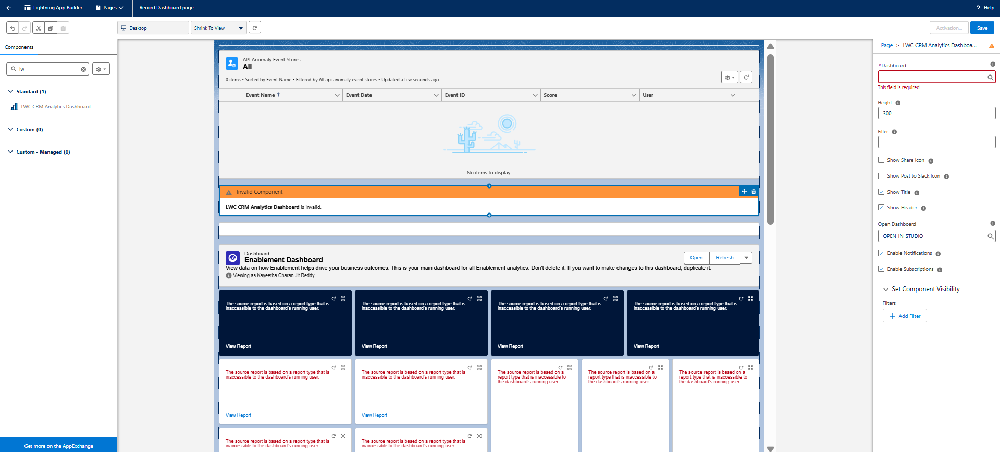 Lightning App Builder
Pages
Record Dashboard page
? Help
Desktop
Shrink To View
Activation...
Save
Components
lw
Standard (1)
LWC CRM Analytics Dashboard
Custom (0)
Custom - Managed (0)
Get more on the AppExchange
API Anomaly Event Stores
All
0 items • Sorted by Event Name • Filtered by All api anomaly event stores • Updated a few seconds ago
Event Name ↑
Event Date
Event ID
Score
User
No items to display.
Invalid Component
LWC CRM Analytics Dashboard is invalid.
Dashboard
Enablement Dashboard
View data on how Enablement helps drive your business outcomes. This is your main dashboard for all Enablement analytics. Don't delete it. If you want to make changes to this dashboard, duplicate it.
Viewing as Kayeetha Charan Jit Reddy
Open
Refresh
The source report is based on a report type that is
inaccessible to the dashboard's running user.
View Report
The source report is based on a report type that is
inaccessible to the dashboard's running user.
View Report
The source report is based on a report type that is
inaccessible to the dashboard's running user.
View Report
The source report is based on a report type that is
inaccessible to the dashboard's running user.
View Report
The source report is based on a report type that is
inaccessible to the dashboard's running user.
View Report
The source report is based on a report type that is
inaccessible to the dashboard's running user.
View Report
The source report is based on a
report type that is inaccessible to
the dashboard's running user.
The source report is based on a
report type that is inaccessible to
the dashboard's running user.
The source report is based on a
report type that is inaccessible to
the dashboard's running user.
The source report is based on a report type that is
inaccessible to the dashboard's running user.
The source report is based on a report type that is
inaccessible to the dashboard's running user.
Page > LWC CRM Analytics Dashboa...
*Dashboard
This field is required.
Height
300
Filter
Show Share Icon
Show Post to Slack Icon
Show Title
Show Header
Open Dashboard
OPEN_IN_STUDIO
Enable Notifications
Enable Subscriptions
Set Component Visibility
Filters
+ Add Filter